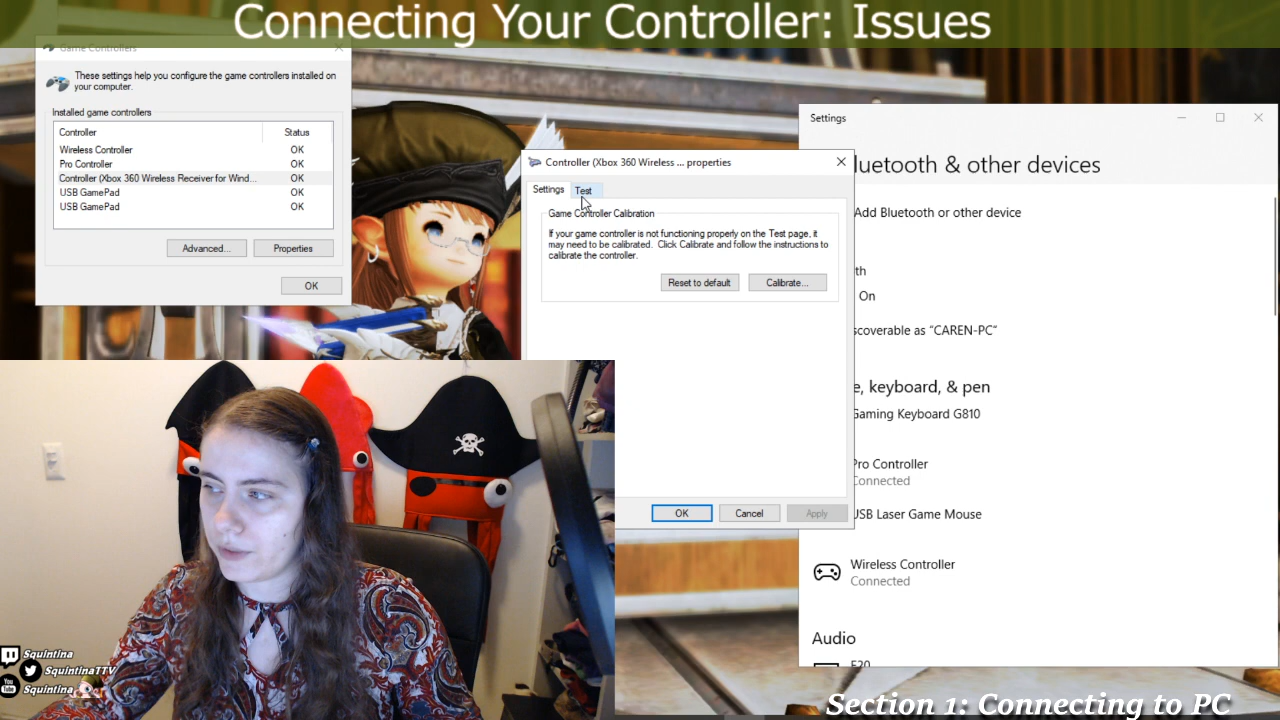 Connecting Your Controller: Issues
Game Controllers
These settings help you configure the game controllers installed on
your computer.
Installed game controllers
Controller Status
Wireless Controller OK
Pro Controller OK
Controller (Xbox 360 Wireless Receiver for Wind... OK
USB GamePad OK
USB GamePad OK
Advanced... Properties
OK
Controller (Xbox 360 Wireless ... properties
Settings Test
Game Controller Calibration
If your game controller is not functioning properly on the Test page, it
may need to be calibrated. Click Calibrate and follow the instructions to
calibrate the controller.
Reset to default Calibrate...
OK Cancel Apply
Settings
luetooth & other devices
Add Bluetooth or other device
th
On
scoverable as “CAREN-PC”
e, keyboard, & pen
Gaming Keyboard G810
Pro Controller
Connected
USB Laser Game Mouse
Wireless Controller
Connected
Audio
F20
Squintina
SquintinaTTV
You
Tube
Squintina
Section 1: Connecting to PC